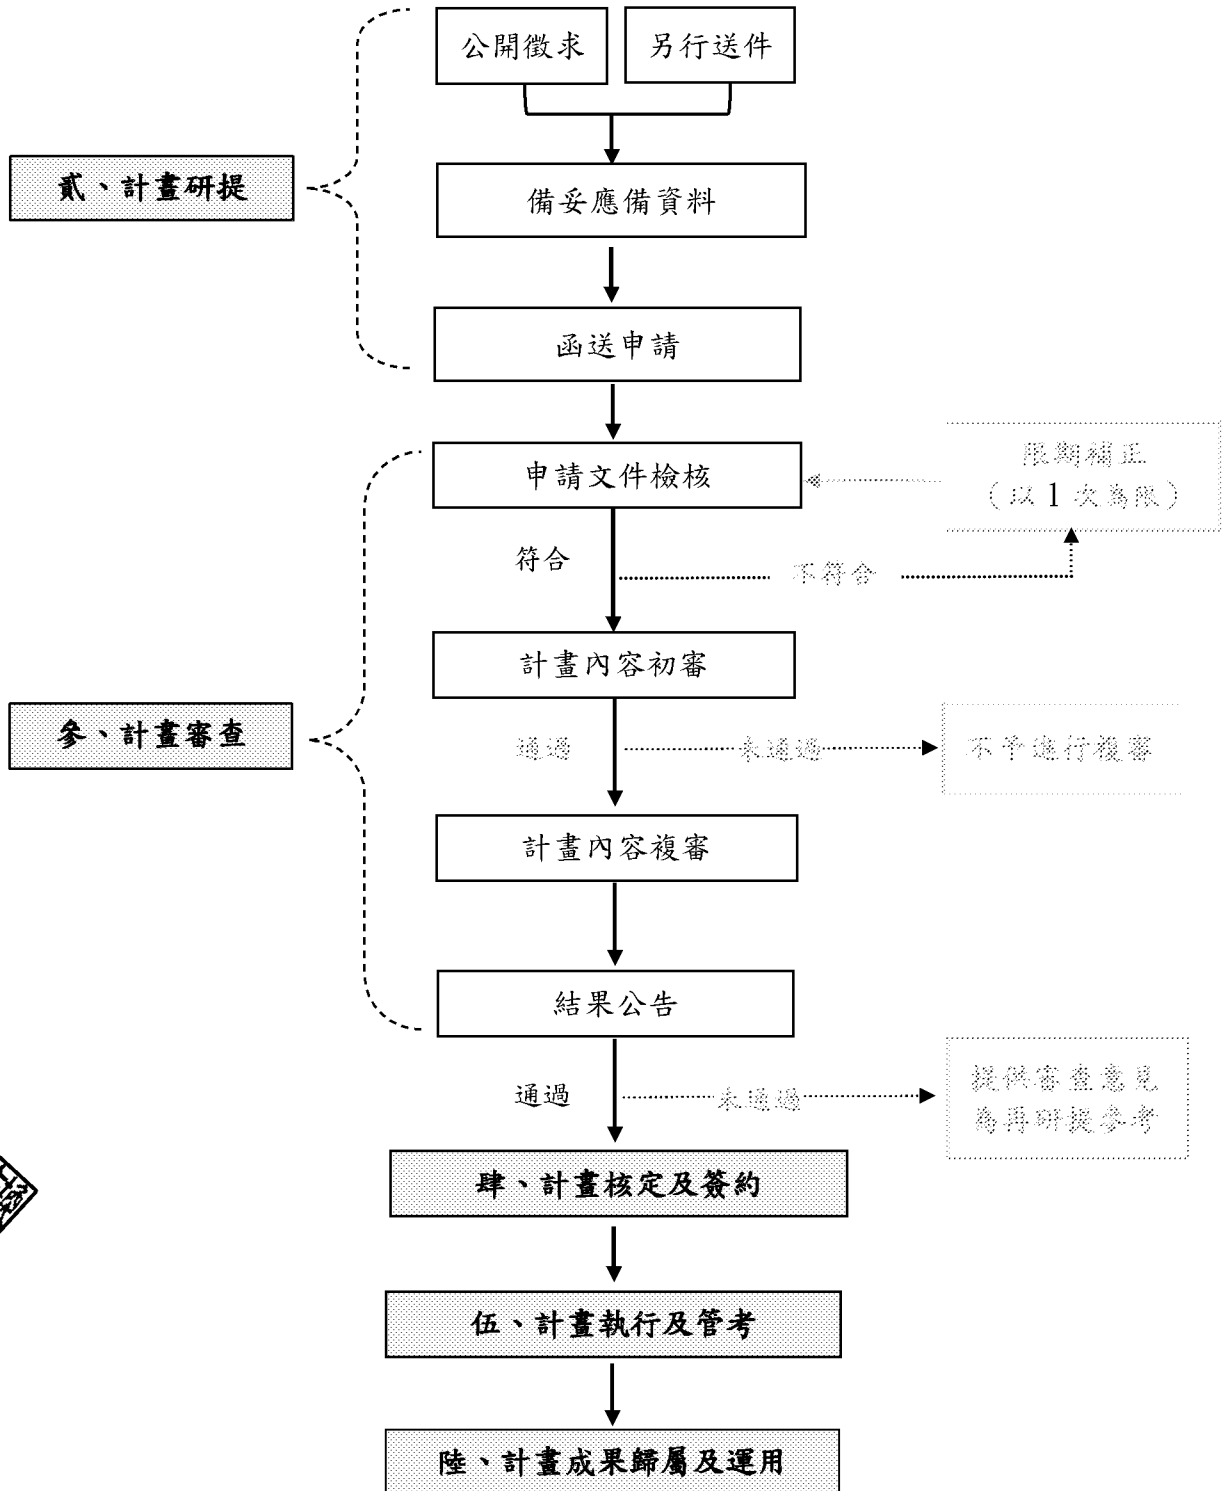 公開徵求
另行送件
貳、計畫研提
備妥應備資料
函送申請
申請文件檢核
限期補正
（以 1 次為限）
符合
不符合
計畫內容初審
參、計畫審查
通過
未通過
不予進行複審
計畫內容複審
結果公告
通過
未通過
提供審查意見
為再研提參考
肆、計畫核定及簽約
伍、計畫執行及管考
陸、計畫成果歸屬及運用